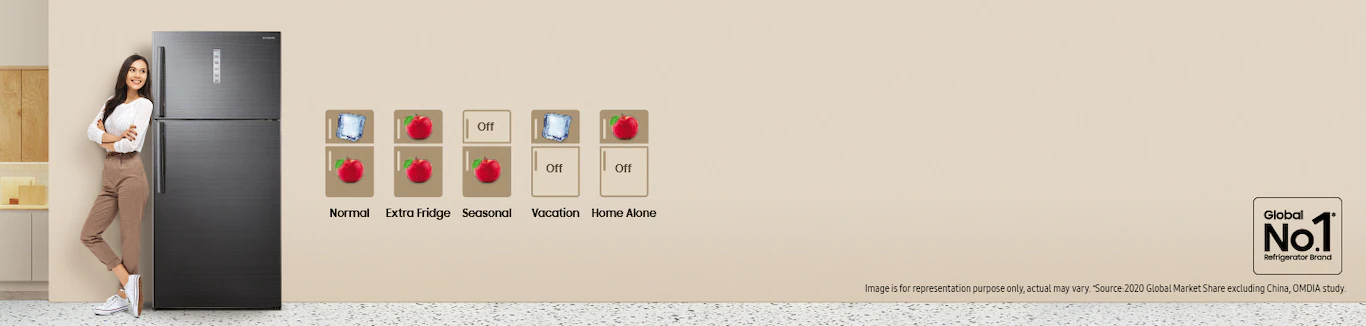 Off
Off
Off
Normal
Extra Fridge
Seasonal
Vacation
Home Alone
Global
No.1*
Refrigerator Brand
Image is for representation purpose only, actual may vary. *Source:2020 Global Market Share excluding China, OMDIA study.